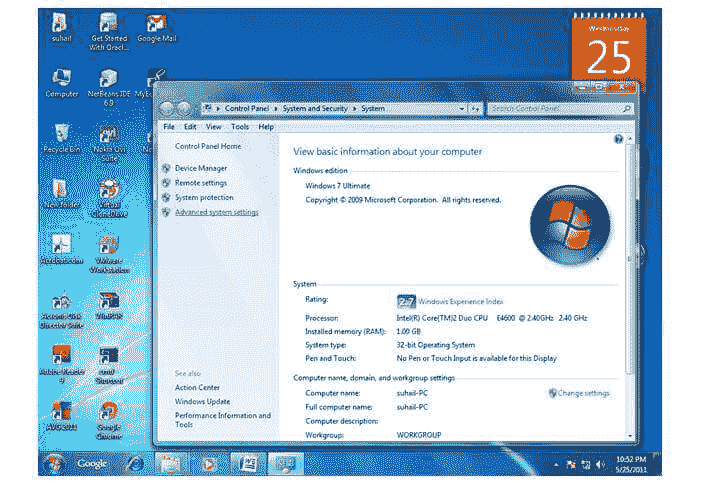 suhail
Get Started
With Oracl...
Google Mail
Wednesday
25
Computer
NetBeans IDE
6.9
Recycle Bin
Nokia Ovi
Suite
New folder
Virtual
CloneDrive
Acrobat.com
VMware
Workstation
Acronis Disk
Director Suite
WinRAR
Adobe Reader
9
cmd
Shortcut
AVG 2011
Google
Chrome
Control Panel
System and Security
System
Search Control Panel
File
Edit
View
Tools
Help
Control Panel Home
Device Manager
Remote settings
System protection
Advanced system settings
See also
Action Center
Windows Update
Performance Information and
Tools
View basic information about your computer
Windows edition
Windows 7 Ultimate
Copyright © 2009 Microsoft Corporation. All rights reserved.
System
Rating:
2.7 Windows Experience Index
Processor: Intel(R) Core(TM)2 Duo CPU E4600 @ 2.40GHz 2.40 GHz
Installed memory (RAM): 1.09 GB
System type: 32-bit Operating System
Pen and Touch: No Pen or Touch Input is available for this Display
Computer name, domain, and workgroup settings
Computer name: suhail-PC
Change settings
Full computer name: suhail-PC
Computer description:
Workgroup: WORKGROUP
Google
10:52 PM
5/25/2011